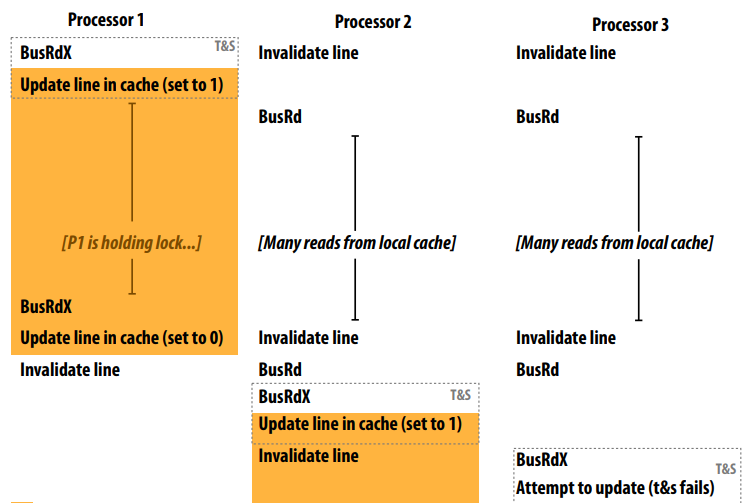 Processor 1
Processor 2
Processor 3
T&S
BusRdX
Invalidate line
Invalidate line
Update line in cache (set to 1)
BusRd
BusRd
[P1 is holding lock...]
[Many reads from local cache]
[Many reads from local cache]
BusRdX
Update line in cache (set to 0)
Invalidate line
Invalidate line
Invalidate line
BusRd
BusRd
BusRdX
T&S
Update line in cache (set to 1)
Invalidate line
BusRdX
T&S
Attempt to update (t&s fails)